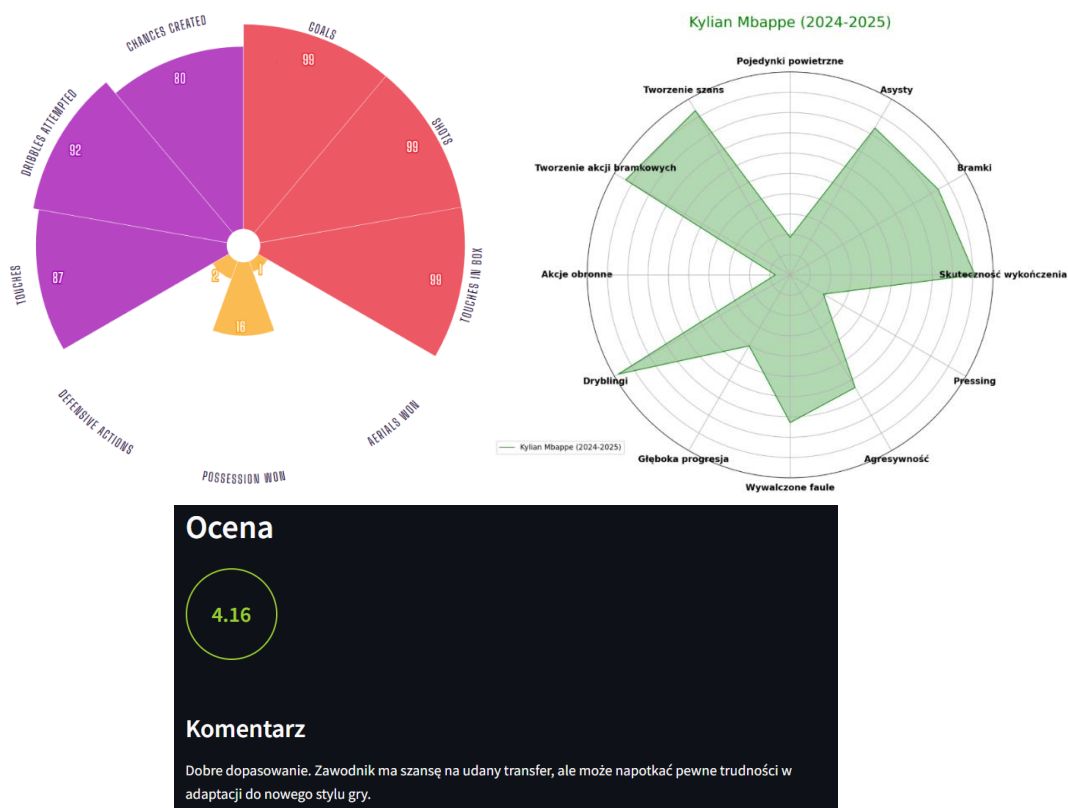 CHANCES CREATED
80
GOALS
99
DRIBBLES ATTEMPTED
92
SHOTS
99
TOUCHES
87
TOUCHES IN BOX
99
2
1
16
DEFENSIVE ACTIONS
AERIALS WON
POSSESSION WON
Kylian Mbappe (2024-2025)
Pojedynki powietrzne
Tworzenie szans
Asysty
Tworzenie akcji bramkowych
Bramki
Akcje obronne
Skuteczność wykończenia
Dryblingi
Pressing
Kylian Mbappe (2024-2025)
Głęboka progresja
Agresywność
Wywalczone faule
Ocena
4.16
Komentarz
Dobre dopasowanie. Zawodnik ma szansę na udany transfer, ale może napotkać pewne trudności w
adaptacji do nowego stylu gry.